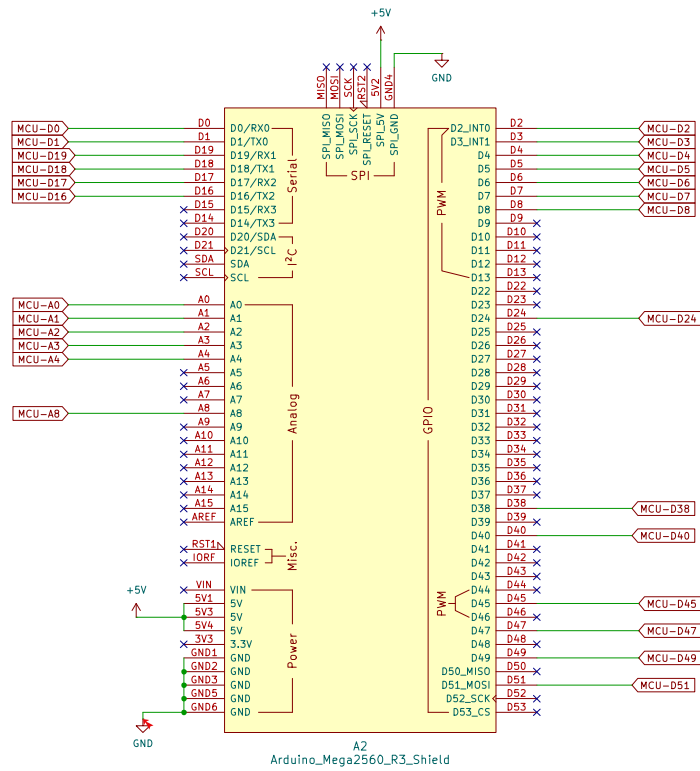 +5V
GND
MISO
MOSI
SCK
RST2
5V2
GND4
SPI_MISO
SPI_MOSI
SPI_SCK
SPI_RESET
SPI_5V
SPI_GND
SPI
MCU-D0 D0 D0/RX0
MCU-D1 D1 D1/TX0
MCU-D19 D19 D19/RX1
MCU-D18 D18 D18/TX1
MCU-D17 D17 D17/RX2
MCU-D16 D16 D16/TX2
D15 D15/RX3
D14 D14/TX3
Serial
D20 D20/SDA
D21 D21/SCL
SDA SDA
SCL SCL
I²C
MCU-A0 A0 A0
MCU-A1 A1 A1
MCU-A2 A2 A2
MCU-A3 A3 A3
MCU-A4 A4 A4
A5 A5
A6 A6
A7 A7
MCU-A8 A8 A8
A9 A9
A10 A10
A11 A11
A12 A12
A13 A13
A14 A14
A15 A15
AREF AREF
Analog
RST1 RESET
IORF IOREF
Misc.
+5V
VIN VIN
5V1 5V
5V3 5V
5V4 5V
3V3 3.3V
GND1 GND
GND2 GND
GND3 GND
GND5 GND
GND6 GND
Power
GND
D2_INT0 D2 MCU-D2
D3_INT1 D3 MCU-D3
D4 D4 MCU-D4
D5 D5 MCU-D5
D6 D6 MCU-D6
D7 D7 MCU-D7
D8 D8 MCU-D8
D9 D9
D10 D10
D11 D11
D12 D12
D13 D13
PWM
D22 D22
D23 D23
D24 D24 MCU-D24
D25 D25
D26 D26
D27 D27
D28 D28
D29 D29
D30 D30
D31 D31
D32 D32
D33 D33
D34 D34
D35 D35
D36 D36
D37 D37
D38 D38 MCU-D38
D39 D39
D40 D40 MCU-D40
D41 D41
D42 D42
D43 D43
D44 D44
D45 D45 MCU-D45
D46 D46
PWM
D47 D47 MCU-D47
D48 D48
D49 D49 MCU-D49
D50_MISO D50
D51_MOSI D51 MCU-D51
D52_SCK D52
D53_CS D53
GPIO
A2
Arduino_Mega2560_R3_Shield